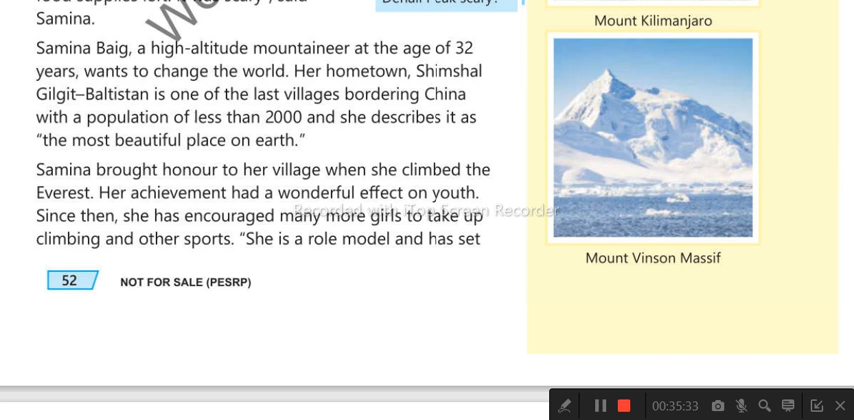 Samina.
Samina Baig, a high-altitude mountaineer at the age of 32
years, wants to change the world. Her hometown, Shimshal
Gilgit–Baltistan is one of the last villages bordering China
with a population of less than 2000 and she describes it as
“the most beautiful place on earth.”
Samina brought honour to her village when she climbed the
Everest. Her achievement had a wonderful effect on youth.
Since then, she has encouraged many more girls to take up
climbing and other sports. “She is a role model and has set
52 NOT FOR SALE (PESRP)
Mount Kilimanjaro
Mount Vinson Massif
Recorded with iTop Screen Recorder
00:35:33